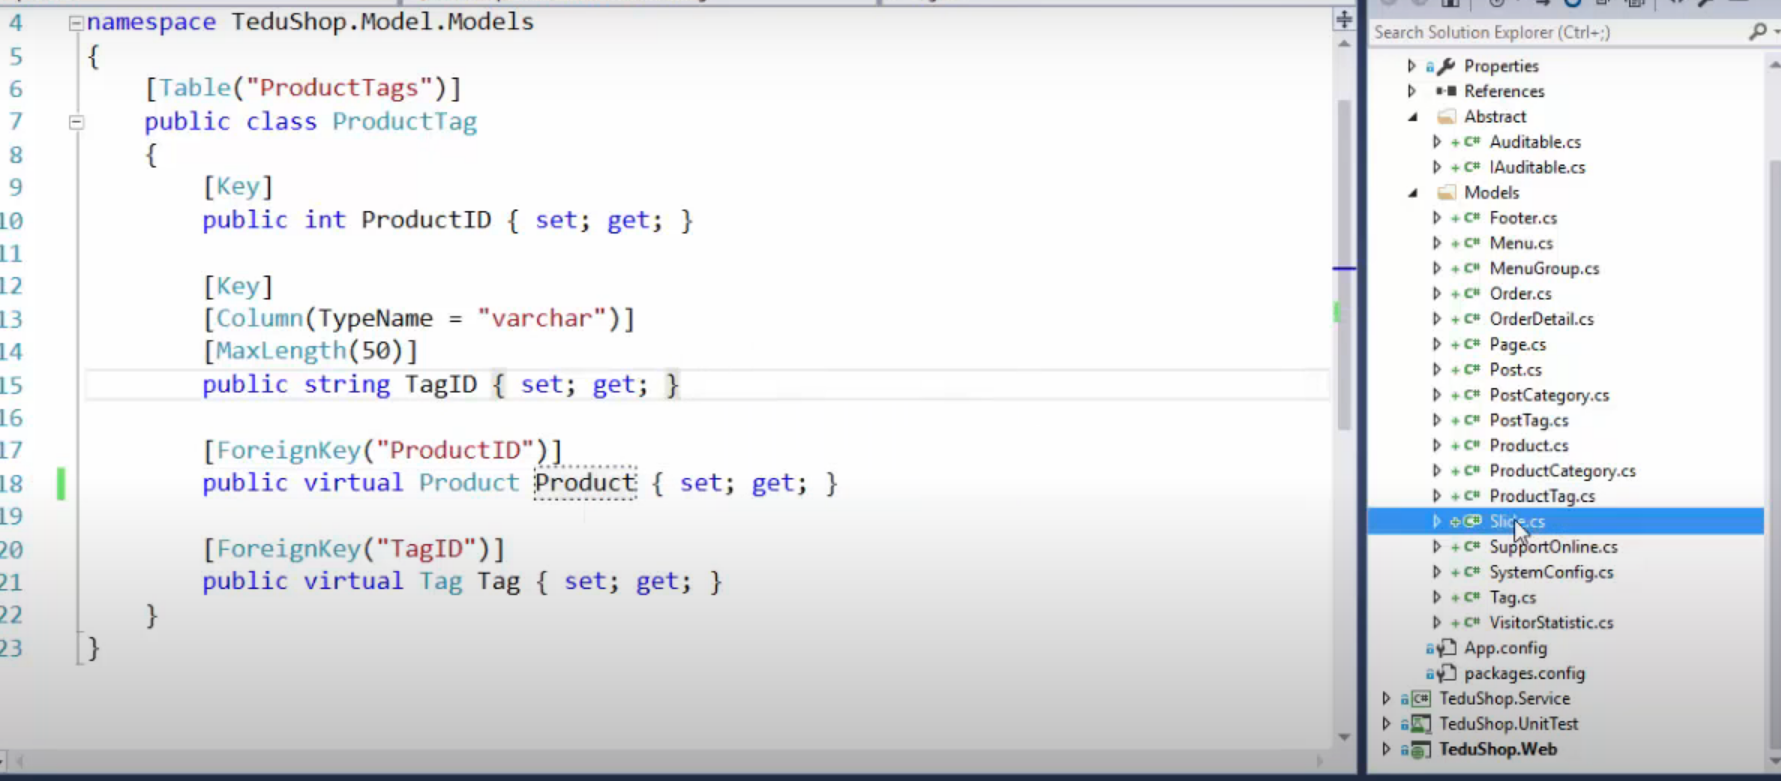 4 namespace TeduShop.Model.Models
5 {
6 [Table("ProductTags")]
7 public class ProductTag
8 {
9 [Key]
10 public int ProductID { set; get; }
11
12 [Key]
13 [Column(TypeName = "varchar")]
14 [MaxLength(50)]
15 public string TagID { set; get; }
16
17 [ForeignKey("ProductID")]
18 public virtual Product Product { set; get; }
19
20 [ForeignKey("TagID")]
21 public virtual Tag Tag { set; get; }
22 }
23 }
Search Solution Explorer (Ctrl+;)
Properties
References
Abstract
C# Auditable.cs
C# IAuditable.cs
Models
C# Footer.cs
C# Menu.cs
C# MenuGroup.cs
C# Order.cs
C# OrderDetail.cs
C# Page.cs
C# Post.cs
C# PostCategory.cs
C# PostTag.cs
C# Product.cs
C# ProductCategory.cs
C# ProductTag.cs
C# Slide.cs
C# SupportOnline.cs
C# SystemConfig.cs
C# Tag.cs
C# VisitorStatistic.cs
App.config
packages.config
C# TeduShop.Service
TeduShop.UnitTest
TeduShop.Web